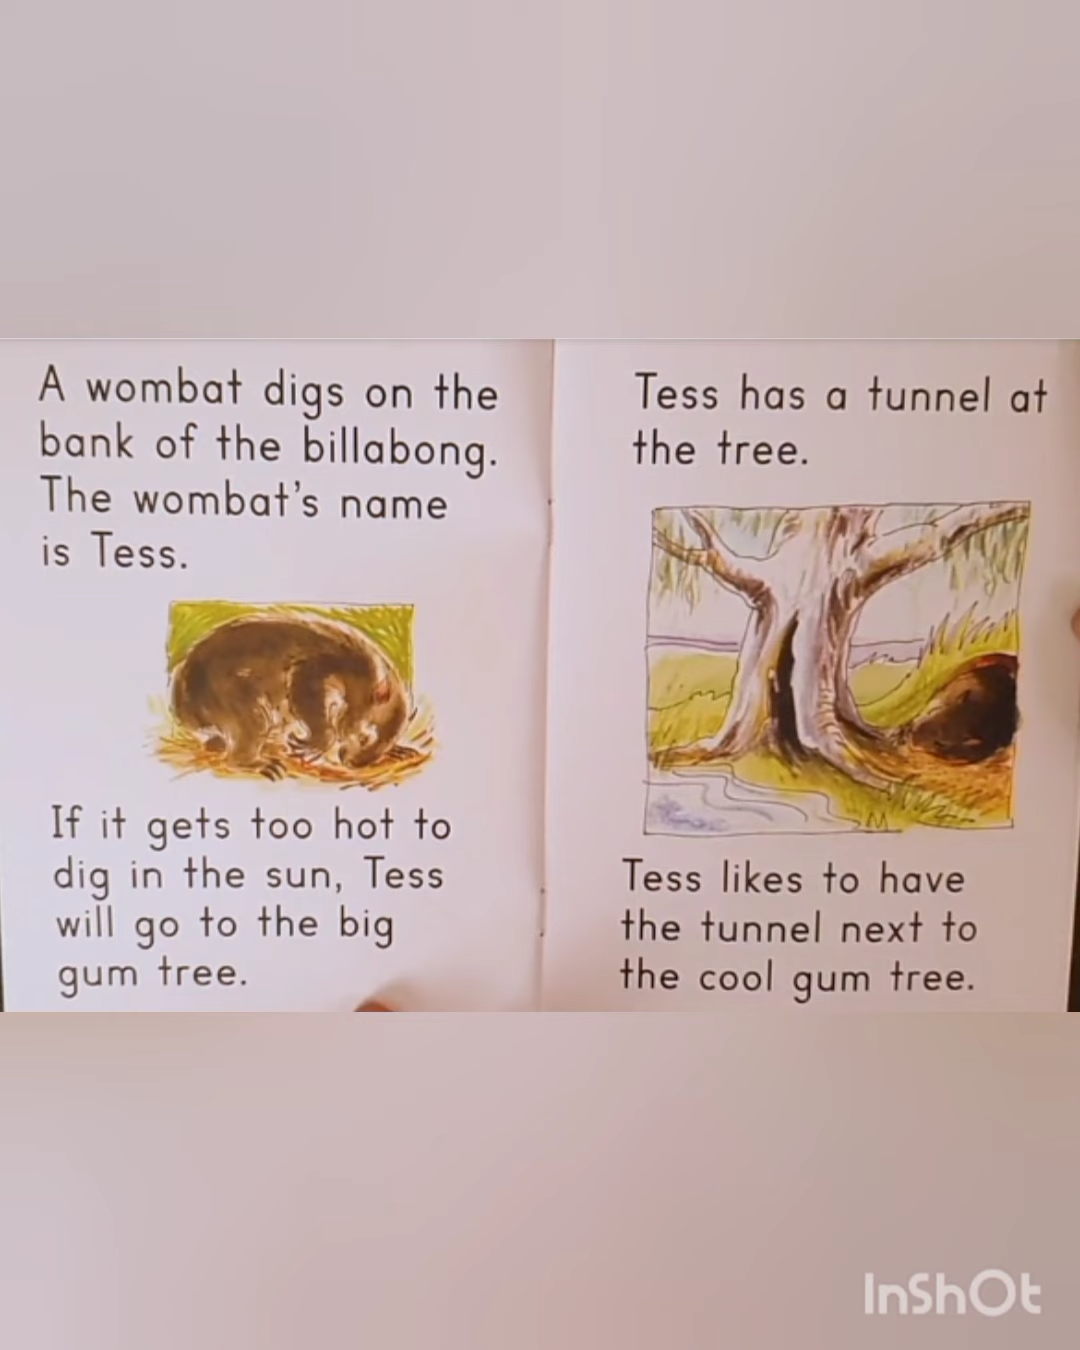 A wombat digs on the
bank of the billabong.
The wombat's name
is Tess.
If it gets too hot to
dig in the sun, Tess
will go to the big
gum tree.
Tess has a tunnel at
the tree.
Tess likes to have
the tunnel next to
the cool gum tree.
InShOt